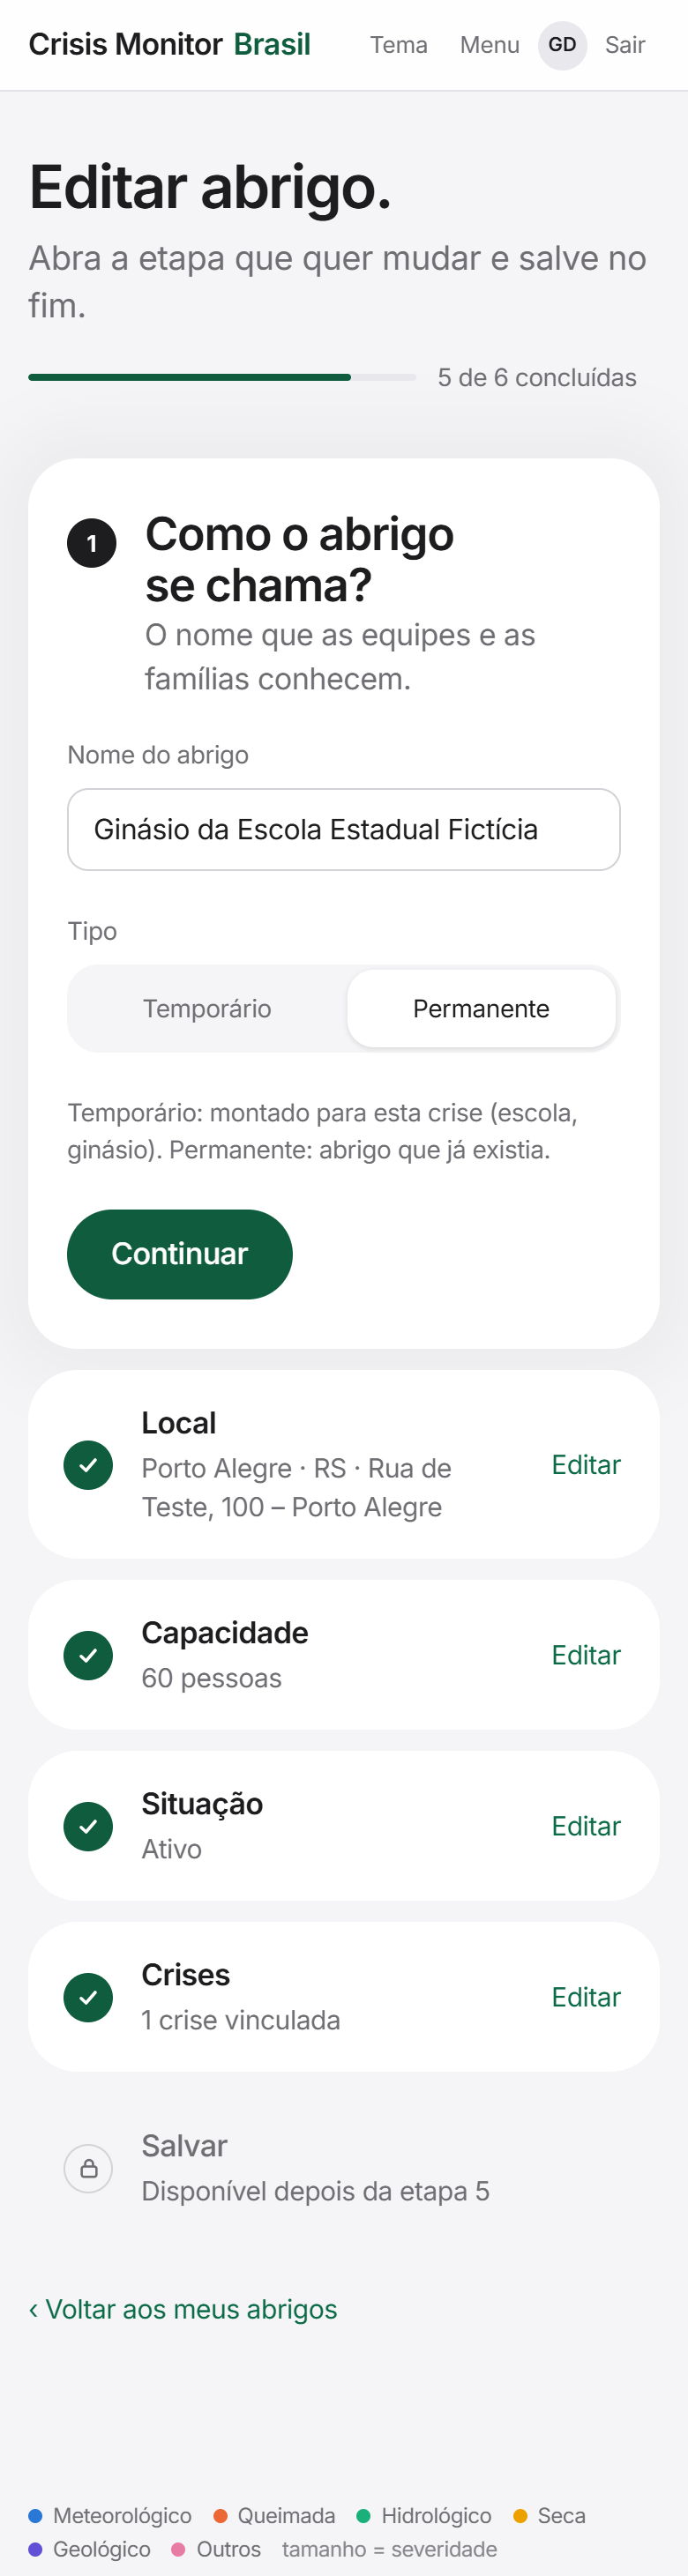 Crisis Monitor Brasil Tema Menu GD Sair
Editar abrigo.
Abra a etapa que quer mudar e salve no
fim.
5 de 6 concluídas
1 Como o abrigo
se chama?
O nome que as equipes e as
famílias conhecem.
Nome do abrigo
Ginásio da Escola Estadual Fictícia
Tipo
Temporário Permanente
Temporário: montado para esta crise (escola,
ginásio). Permanente: abrigo que já existia.
Continuar
Local
Porto Alegre · RS · Rua de
Teste, 100 – Porto Alegre
Editar
Capacidade
60 pessoas
Editar
Situação
Ativo
Editar
Crises
1 crise vinculada
Editar
Salvar
Disponível depois da etapa 5
‹ Voltar aos meus abrigos
Meteorológico Queimada Hidrológico Seca
Geológico Outros tamanho = severidade